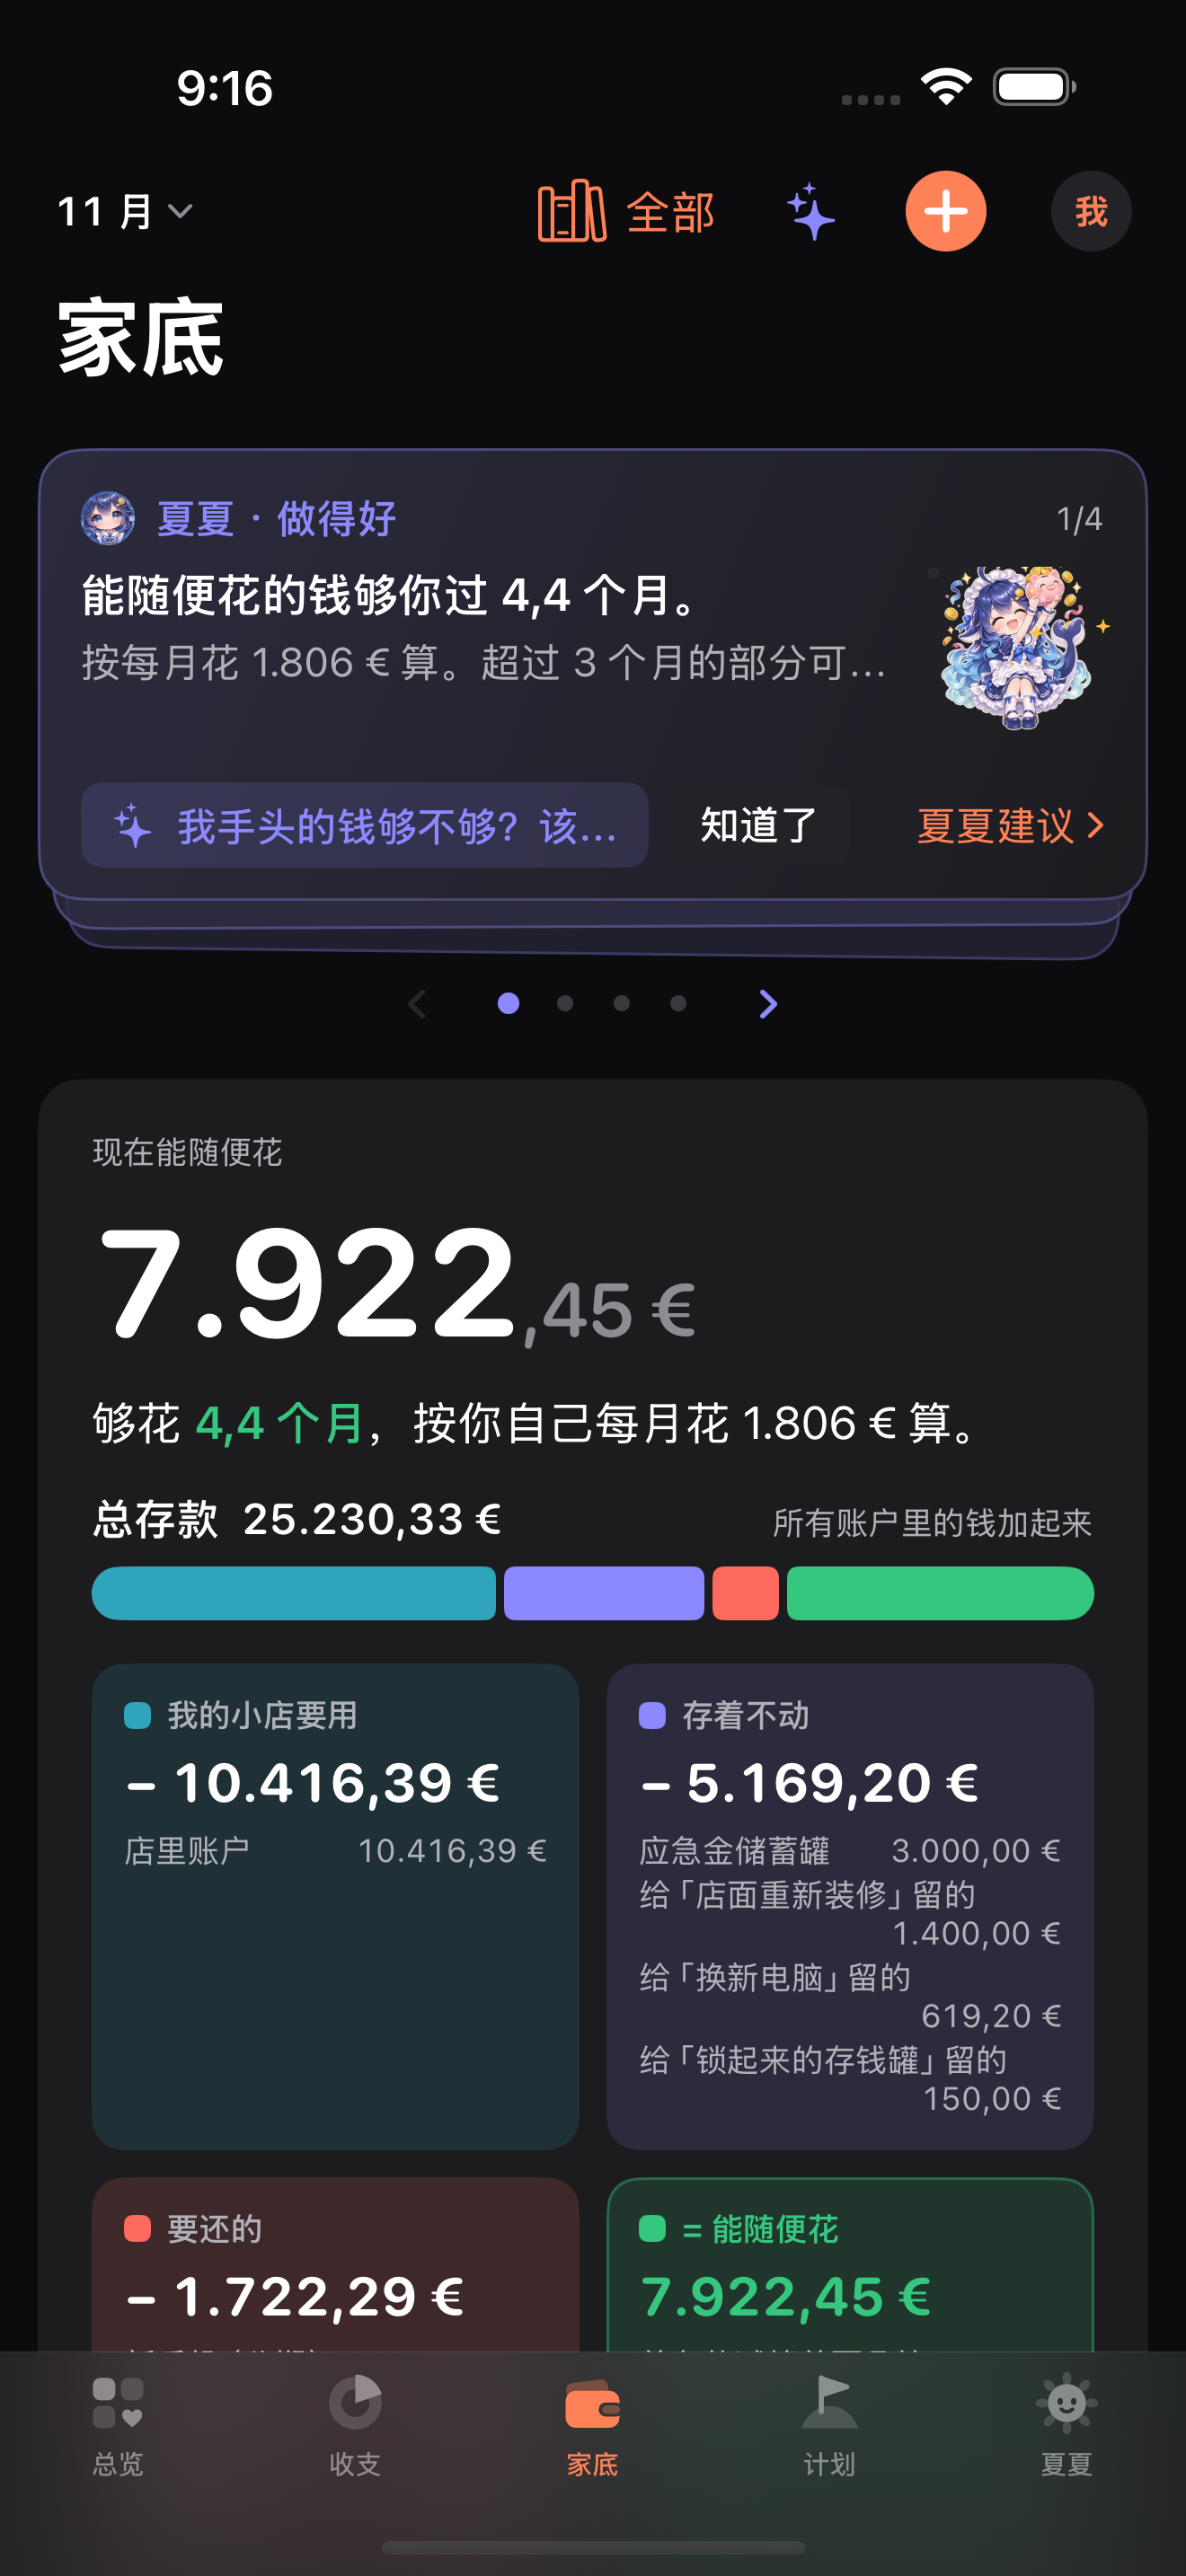 9:16
11 月
全部
我
家底
夏夏 · 做得好
1/4
能随便花的钱够你过 4,4 个月。
按每月花 1.806 € 算。超过 3 个月的部分可…
我手头的钱够不够？该…
知道了
夏夏建议
现在能随便花
7.922,45 €
够花 4,4 个月，按你自己每月花 1.806 € 算。
总存款 25.230,33 €
所有账户里的钱加起来
我的小店要用
– 10.416,39 €
店里账户 10.416,39 €
存着不动
– 5.169,20 €
应急金储蓄罐 3.000,00 €
给「店面重新装修」留的
1.400,00 €
给「换新电脑」留的
619,20 €
给「锁起来的存钱罐」留的
150,00 €
要还的
– 1.722,29 €
= 能随便花
7.922,45 €
总览
收支
家底
计划
夏夏